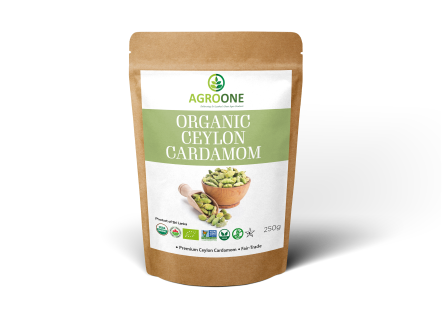 AGROONE
ORGANIC
CEYLON
CARDAMOM
Product of Sri Lanka
250g
• Premium Ceylon Cardamom • Fair-Trade